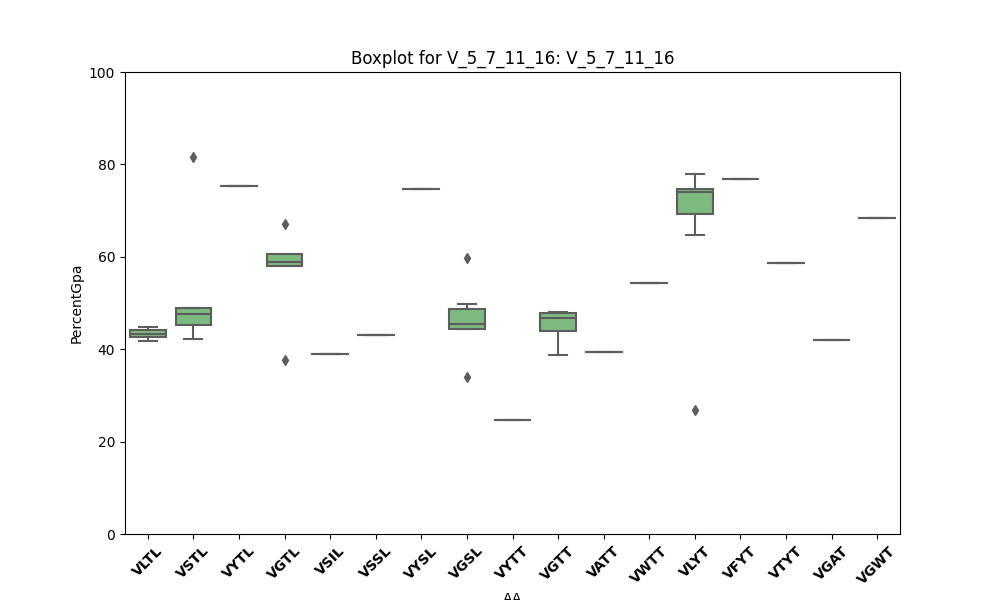 Boxplot for V_5_7_11_16: V_5_7_11_16
100
80
60
40
20
0
PercentGpa
VLTL VSTL VYTL VGTL VSIL VSSL VYSL VGSL VYTT VGTT VATT VWTT VLYT VFYT VTYT VGAT VGWT
AA